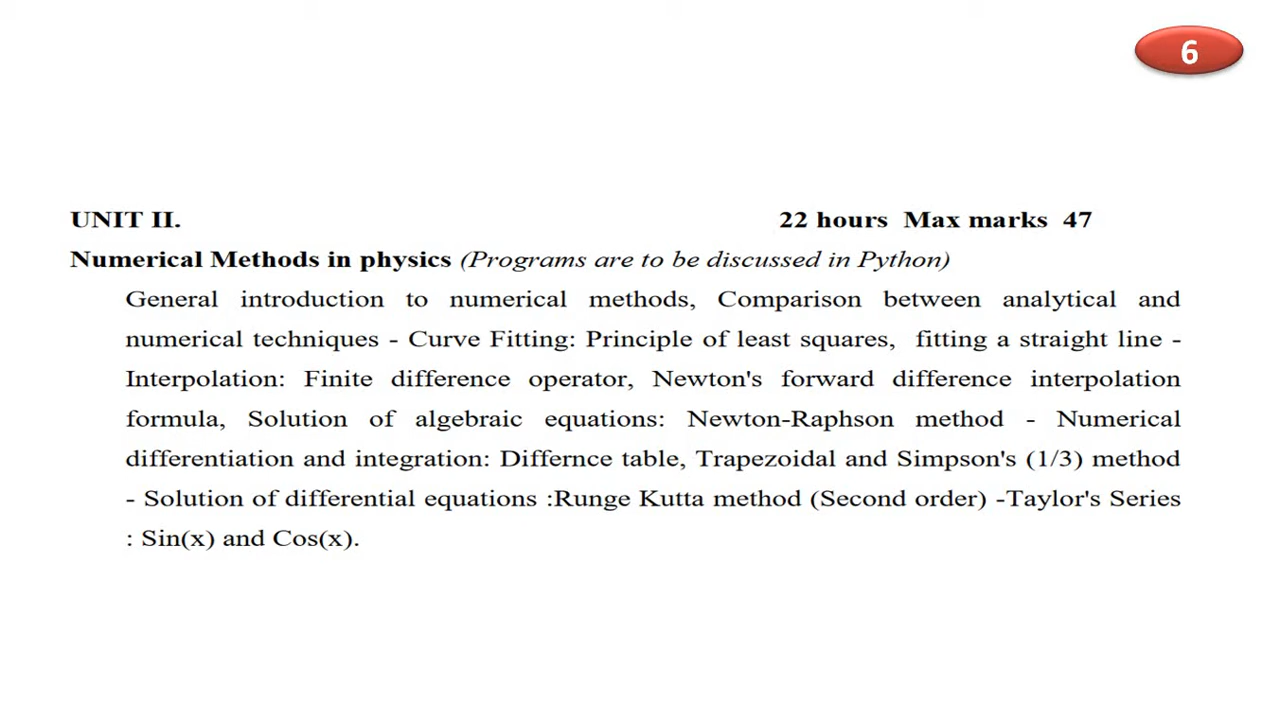 6
UNIT II. 22 hours Max marks 47
Numerical Methods in physics (Programs are to be discussed in Python)
General introduction to numerical methods, Comparison between analytical and
numerical techniques - Curve Fitting: Principle of least squares, fitting a straight line -
Interpolation: Finite difference operator, Newton's forward difference interpolation
formula, Solution of algebraic equations: Newton-Raphson method - Numerical
differentiation and integration: Differnce table, Trapezoidal and Simpson's (1/3) method
- Solution of differential equations :Runge Kutta method (Second order) -Taylor's Series
: Sin(x) and Cos(x).